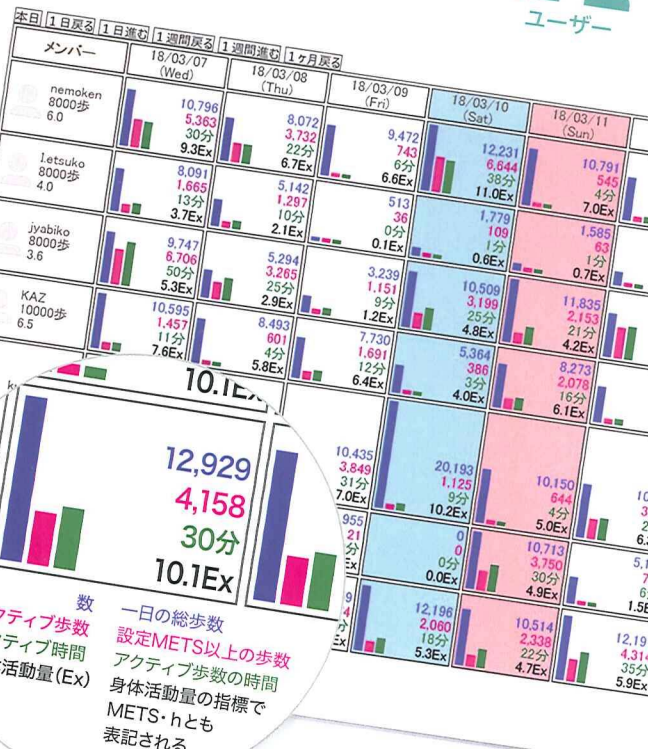 ユーザー
本日 1日戻る 1日進む 1週間戻る 1週間進む 1ヶ月戻る
メンバー 18/03/07 (Wed) 18/03/08 (Thu) 18/03/09 (Fri) 18/03/10 (Sat) 18/03/11 (Sun)
nemoken 8000歩 6.0
10,796 5,363 30分 9.3Ex
8,072 3,732 22分 6.7Ex
9,472 743 6分 6.6Ex
12,231 6,644 38分 11.0Ex
10,791 545 4分 7.0Ex
I.etsuko 8000歩 4.0
8,091 1,665 13分 3.7Ex
5,142 1,297 10分 2.1Ex
513 36 0分 0.1Ex
1,779 109 1分 0.6Ex
1,585 63 1分 0.7Ex
jyabiko 8000歩 3.6
9,747 6,706 50分 5.3Ex
5,294 3,265 25分 2.9Ex
3,239 1,151 9分 1.2Ex
10,509 3,199 25分 4.8Ex
11,835 2,153 21分 4.2Ex
KAZ 10000歩 6.5
10,595 1,457 11分 7.6Ex
8,493 601 4分 5.8Ex
7,730 1,691 12分 6.4Ex
5,364 386 3分 4.0Ex
8,273 2,078 16分 6.1Ex
10,435 3,849 31分 7.0Ex
20,193 1,125 9分 10.2Ex
10,150 644 4分 5.0Ex
955 21
0 0 0分 0.0Ex
10,713 3,750 30分 4.9Ex
12,196 2,060 18分 5.3Ex
10,514 2,338 22分 4.7Ex
4,314 35分 5.9Ex
10.1Ex
12,929
4,158
30分
10.1Ex
数 一日の総歩数
クティブ歩数 設定METS以上の歩数
ティブ時間 アクティブ歩数の時間
活動量(Ex) 身体活動量の指標で
METS・hとも
表記される